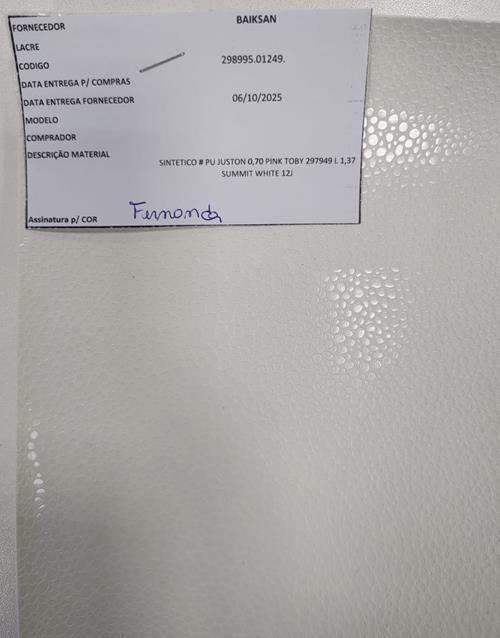 FORNECEDOR BAIKSAN
LACRE
CODIGO 298995.01249.
DATA ENTREGA P/ COMPRAS
DATA ENTREGA FORNECEDOR 06/10/2025
MODELO
COMPRADOR
DESCRIÇÃO MATERIAL SINTETICO # PU JUSTON 0,70 PINK TOBY 297949 L 1,37
SUMMIT WHITE 12J
Assinatura p/ COR Fernanda